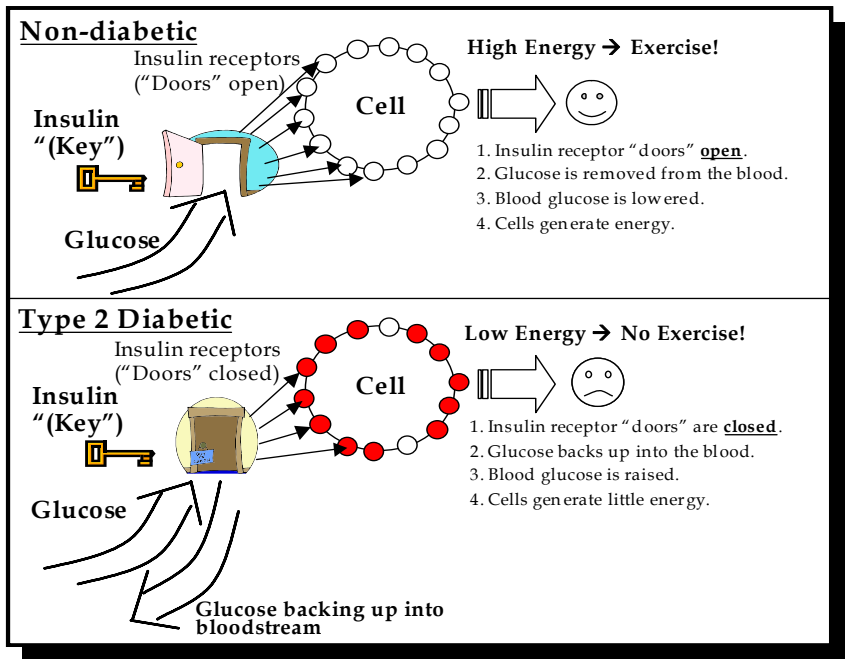 Non-diabetic
Insulin receptors
("Doors" open)
High Energy → Exercise!
Cell
Insulin
"(Key")
1. Insulin receptor "doors" open.
2. Glucose is removed from the blood.
3. Blood glucose is lowered.
4. Cells generate energy.
Glucose
Type 2 Diabetic
Insulin receptors
("Doors" closed)
Low Energy → No Exercise!
Cell
Insulin
"(Key")
1. Insulin receptor "doors" are closed.
2. Glucose backs up into the blood.
3. Blood glucose is raised.
4. Cells generate little energy.
Glucose
Glucose backing up into
bloodstream